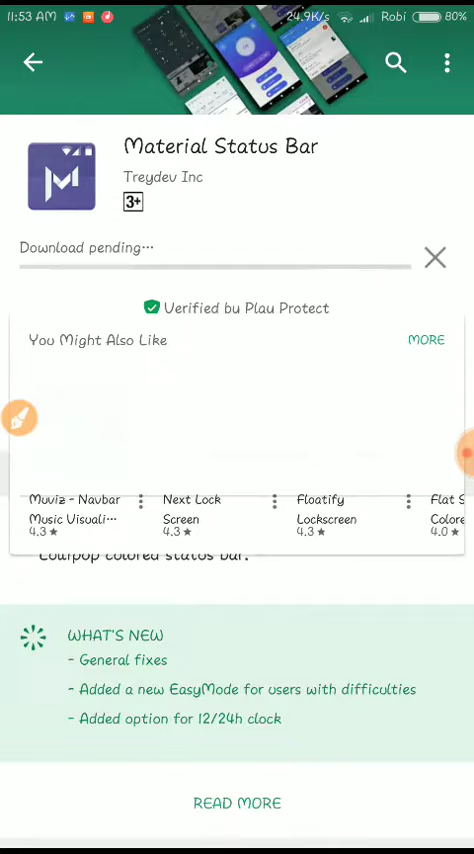 11:53 AM 24.9K/s Robi 80%
Material Status Bar
Treydev Inc
3+
Download pending...
Verified by Play Protect
You Might Also Like MORE
Muviz - Navbar Next Lock Floatify Flat S
Music Visuali... Screen Lockscreen Colore
4.3 ★ 4.3 ★ 4.3 ★ 4.0 ★
Lollipop colored status bar.
WHAT'S NEW
- General fixes
- Added a new EasyMode for users with difficulties
- Added option for 12/24h clock
READ MORE